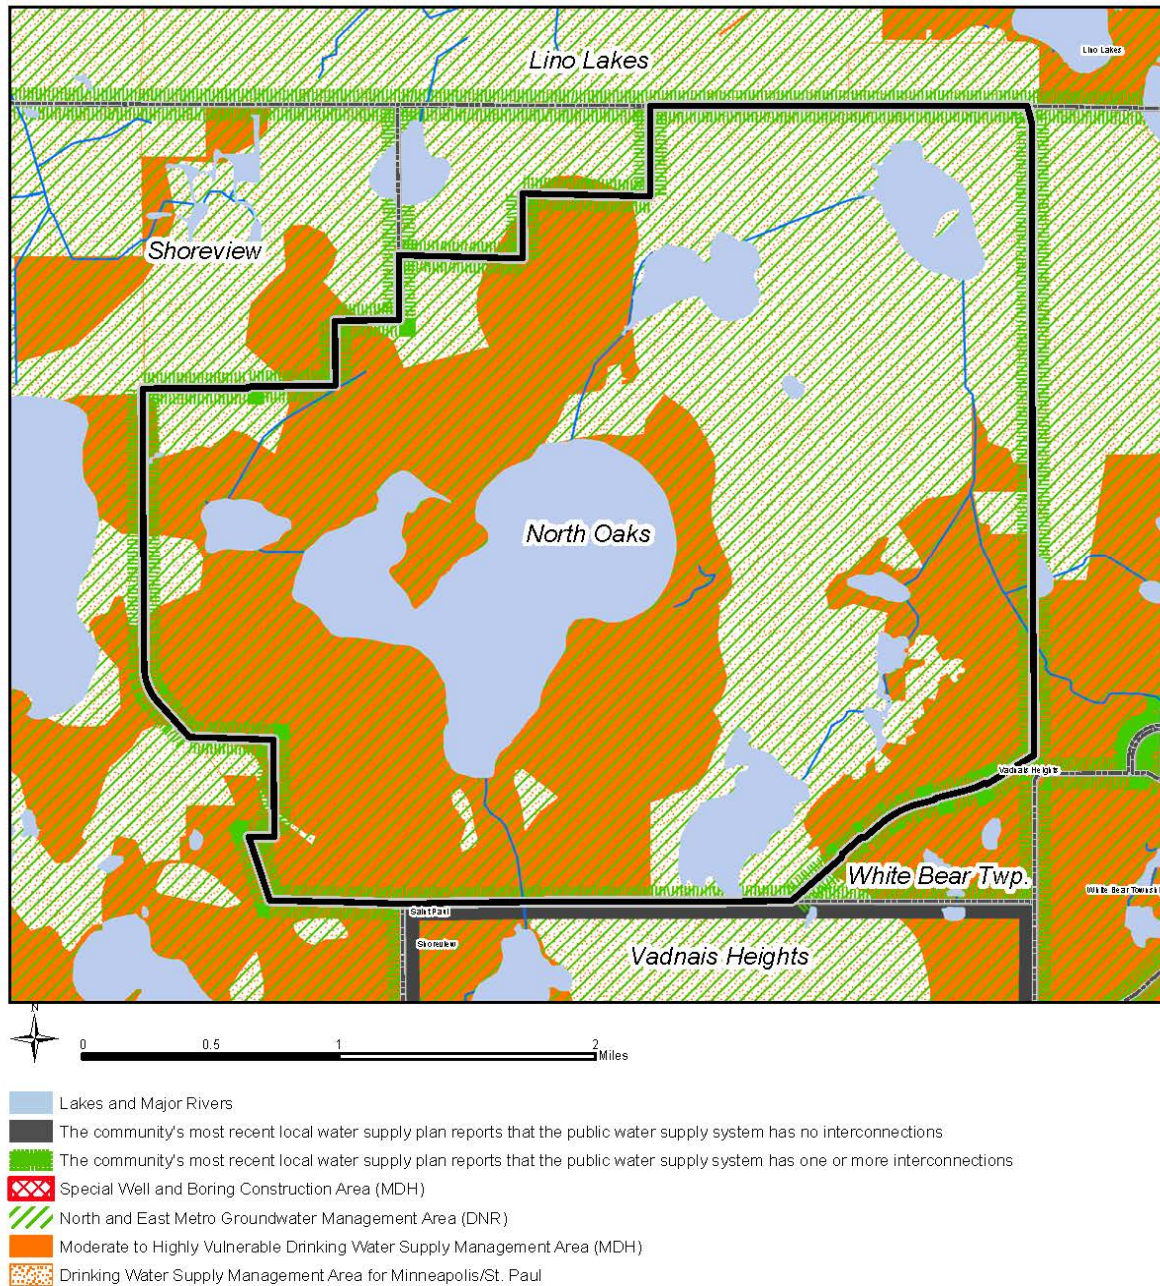 Lino Lakes
Lino Lakes
Shoreview
North Oaks
Vadnais Heights
White Bear Twp.
White Bear Townshi
Saint Paul
Shoreview
Vadnais Heights
N
0 0.5 1 2
Miles
Lakes and Major Rivers
The community's most recent local water supply plan reports that the public water supply system has no interconnections
The community's most recent local water supply plan reports that the public water supply system has one or more interconnections
Special Well and Boring Construction Area (MDH)
North and East Metro Groundwater Management Area (DNR)
Moderate to Highly Vulnerable Drinking Water Supply Management Area (MDH)
Drinking Water Supply Management Area for Minneapolis/St. Paul